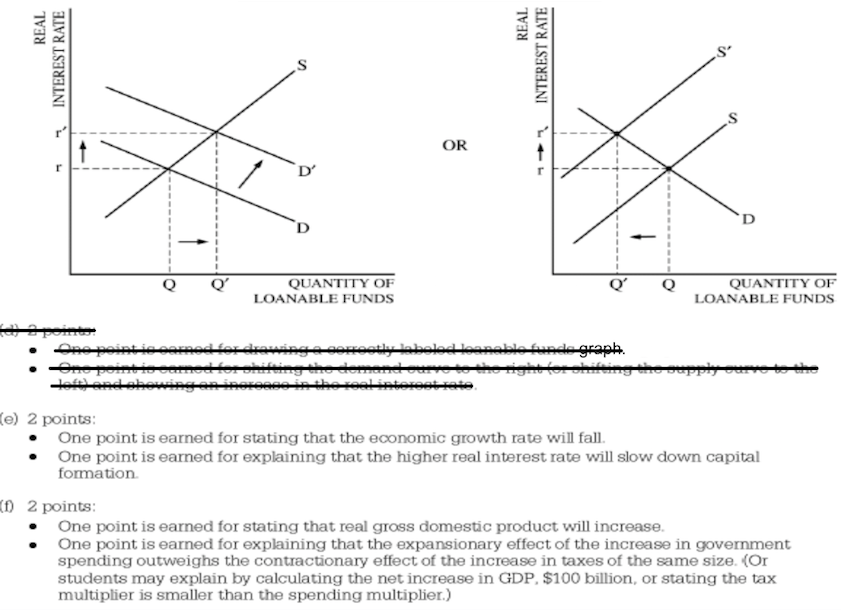 REAL
INTEREST RATE
S
r'
r
D'
D
Q Q'
QUANTITY OF
LOANABLE FUNDS
OR
REAL
INTEREST RATE
S'
S
r'
r
D
Q' Q
QUANTITY OF
LOANABLE FUNDS
(d) 2 points:
• One point is earned for drawing a correctly labeled loanable funds graph.
• One point is earned for shifting the demand curve to the right (or shifting the supply curve to the
left) and showing an increase in the real interest rate.
(e) 2 points:
• One point is earned for stating that the economic growth rate will fall.
• One point is earned for explaining that the higher real interest rate will slow down capital
formation.
(f) 2 points:
• One point is earned for stating that real gross domestic product will increase.
• One point is earned for explaining that the expansionary effect of the increase in government
spending outweighs the contractionary effect of the increase in taxes of the same size. (Or
students may explain by calculating the net increase in GDP, $100 billion, or stating the tax
multiplier is smaller than the spending multiplier.)